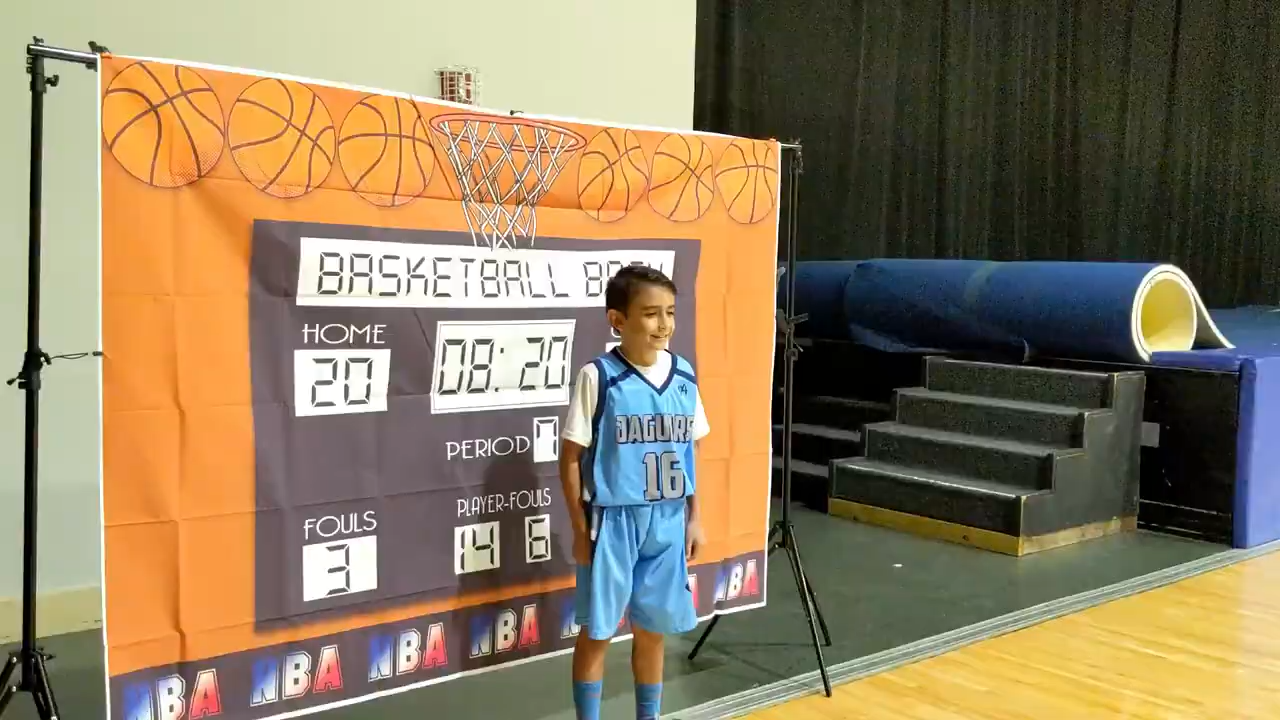 BASKETBALL
HOME
20
08:20
PERIOD
FOULS
3
PLAYER-FOULS
14 6
JAGUARS
16
NBA NBA NBA NBA NBA